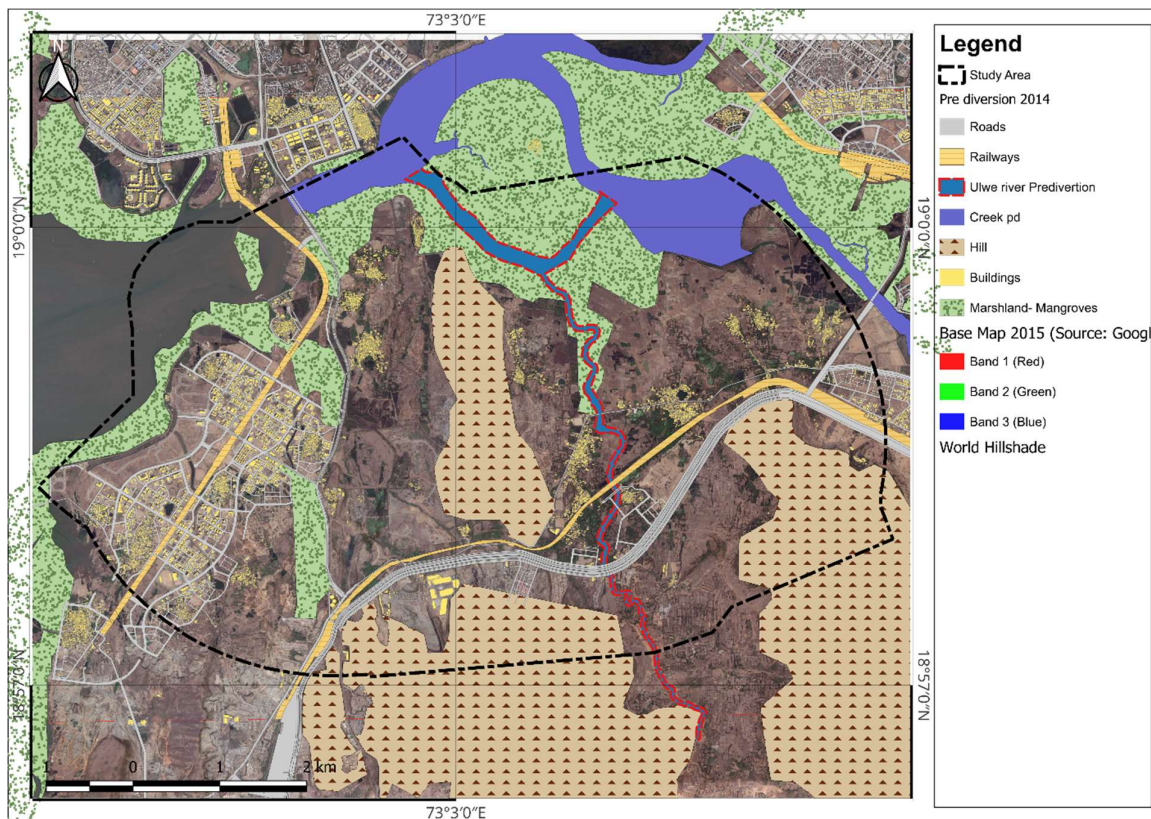 73°3′0″E
N
19°0′0″N
19°0′0″N
18°57′0″N
18°57′0″N
1 0 1 2 km
73°3′0″E
Legend
Study Area
Pre diversion 2014
Roads
Railways
Ulwe river Predivertion
Creek pd
Hill
Buildings
Marshland- Mangroves
Base Map 2015 (Source: Googl
Band 1 (Red)
Band 2 (Green)
Band 3 (Blue)
World Hillshade